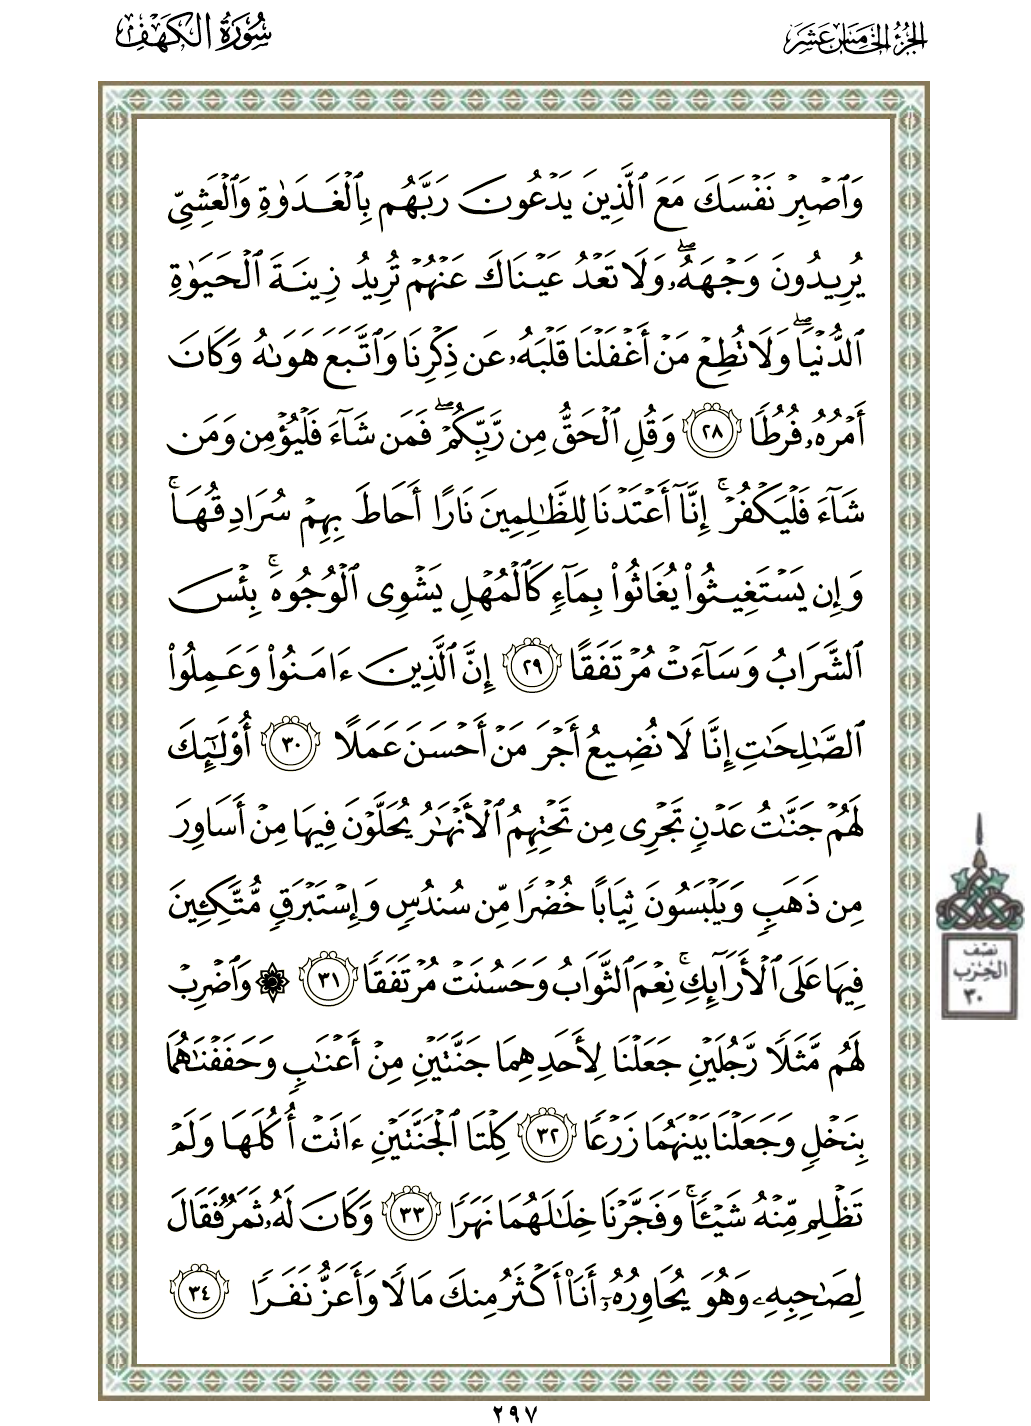 الجزء الخامس عشر
سورة الكهف
وَٱصْبِرْ نَفْسَكَ مَعَ ٱلَّذِينَ يَدْعُونَ رَبَّهُم بِٱلْغَدَوٰةِ وَٱلْعَشِىِّ
يُرِيدُونَ وَجْهَهُۥۖ وَلَا تَعْدُ عَيْنَاكَ عَنْهُمْ تُرِيدُ زِينَةَ ٱلْحَيَوٰةِ
ٱلدُّنْيَاۖ وَلَا تُطِعْ مَنْ أَغْفَلْنَا قَلْبَهُۥ عَن ذِكْرِنَا وَٱتَّبَعَ هَوَىٰهُ وَكَانَ
أَمْرُهُۥ فُرُطًا ٢٨ وَقُلِ ٱلْحَقُّ مِن رَّبِّكُمْۖ فَمَن شَآءَ فَلْيُؤْمِن وَمَن
شَآءَ فَلْيَكْفُرْۚ إِنَّآ أَعْتَدْنَا لِلظَّٰلِمِينَ نَارًا أَحَاطَ بِهِمْ سُرَادِقُهَاۚ
وَإِن يَسْتَغِيثُوا۟ يُغَاثُوا۟ بِمَآءٍ كَٱلْمُهْلِ يَشْوِى ٱلْوُجُوهَۚ بِئْسَ
ٱلشَّرَابُ وَسَآءَتْ مُرْتَفَقًا ٢٩ إِنَّ ٱلَّذِينَ ءَامَنُوا۟ وَعَمِلُوا۟
ٱلصَّٰلِحَٰتِ إِنَّا لَا نُضِيعُ أَجْرَ مَنْ أَحْسَنَ عَمَلًا ٣٠ أُو۟لَٰٓئِكَ
لَهُمْ جَنَّٰتُ عَدْنٍ تَجْرِى مِن تَحْتِهِمُ ٱلْأَنْهَٰرُ يُحَلَّوْنَ فِيهَا مِنْ أَسَاوِرَ
مِن ذَهَبٍ وَيَلْبَسُونَ ثِيَابًا خُضْرًا مِّن سُندُسٍ وَإِسْتَبْرَقٍ مُّتَّكِـِٔينَ
فِيهَا عَلَى ٱلْأَرَآئِكِۚ نِعْمَ ٱلثَّوَابُ وَحَسُنَتْ مُرْتَفَقًا ٣١ ۞ وَٱضْرِبْ
لَهُم مَّثَلًا رَّجُلَيْنِ جَعَلْنَا لِأَحَدِهِمَا جَنَّتَيْنِ مِنْ أَعْنَٰبٍ وَحَفَفْنَٰهُمَا
بِنَخْلٍ وَجَعَلْنَا بَيْنَهُمَا زَرْعًا ٣٢ كِلْتَا ٱلْجَنَّتَيْنِ ءَاتَتْ أُكُلَهَا وَلَمْ
تَظْلِم مِّنْهُ شَيْـًٔاۚ وَفَجَّرْنَا خِلَٰلَهُمَا نَهَرًا ٣٣ وَكَانَ لَهُۥ ثَمَرٌ فَقَالَ
لِصَٰحِبِهِۦ وَهُوَ يُحَاوِرُهُۥٓ أَنَا۠ أَكْثَرُ مِنكَ مَالًا وَأَعَزُّ نَفَرًا ٣٤
نصف
الحزب
٣٠
٢٩٧